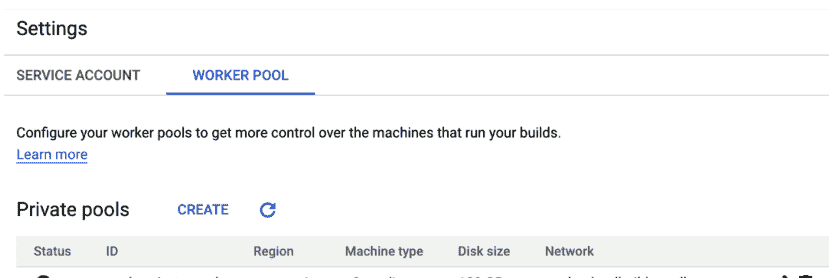 Settings
SERVICE ACCOUNT WORKER POOL
Configure your worker pools to get more control over the machines that run your builds.
Learn more
Private pools CREATE
Status ID Region Machine type Disk size Network